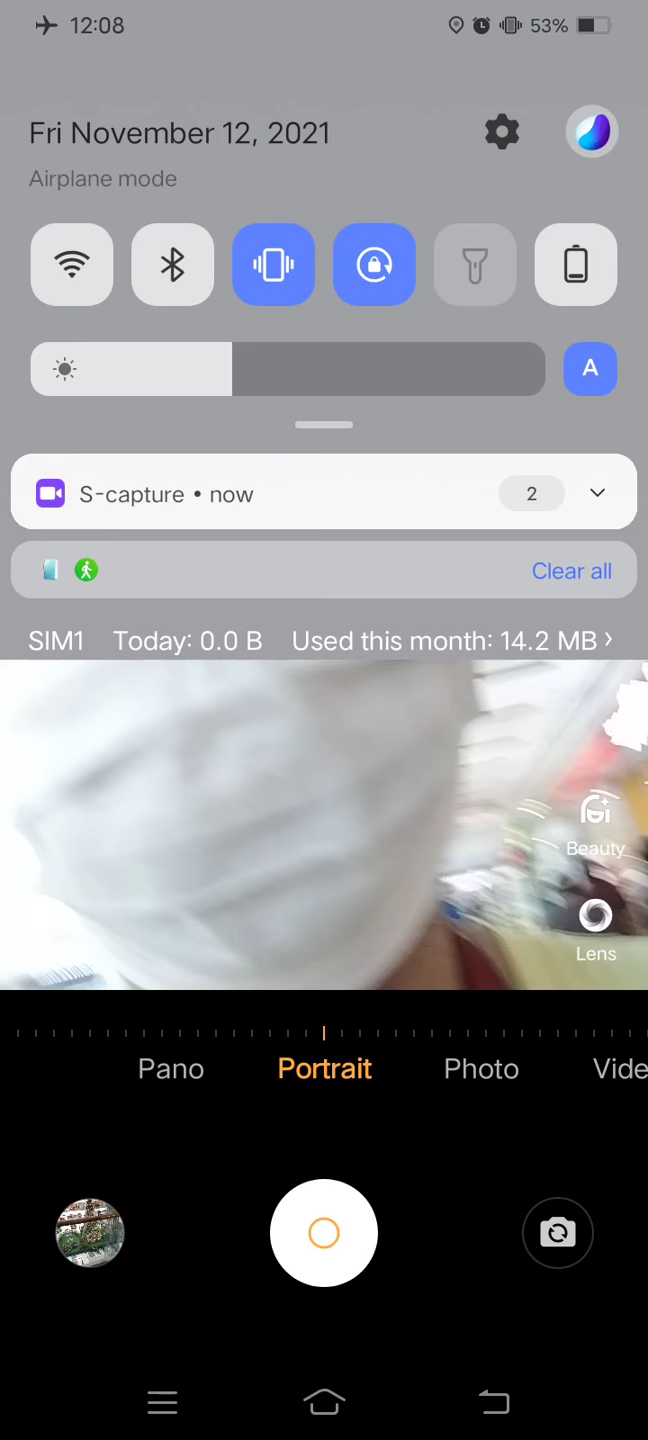 12:08
53%
Fri November 12, 2021
Airplane mode
A
S-capture • now
2
Clear all
SIM1 Today: 0.0 B Used this month: 14.2 MB
Beauty
Lens
Pano Portrait Photo Vide